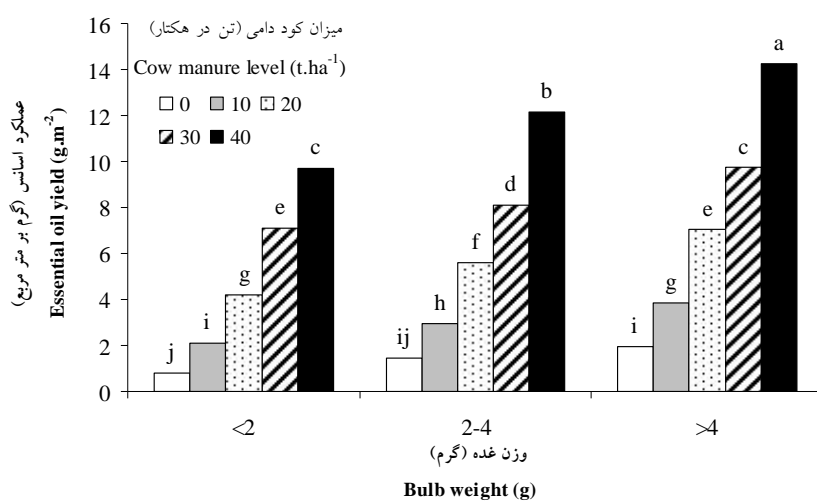 میزان کود دامی (تن در هکتار)
Cow manure level (t.ha⁻¹)
0 10 20
30 40
عملکرد اسانس (گرم بر متر مربع)
Essential oil yield (g.m⁻²)
16
14
12
10
8
6
4
2
0
j i g e c
ij h f d b
i g e c a
<2 2-4 >4
وزن غده (گرم)
Bulb weight (g)